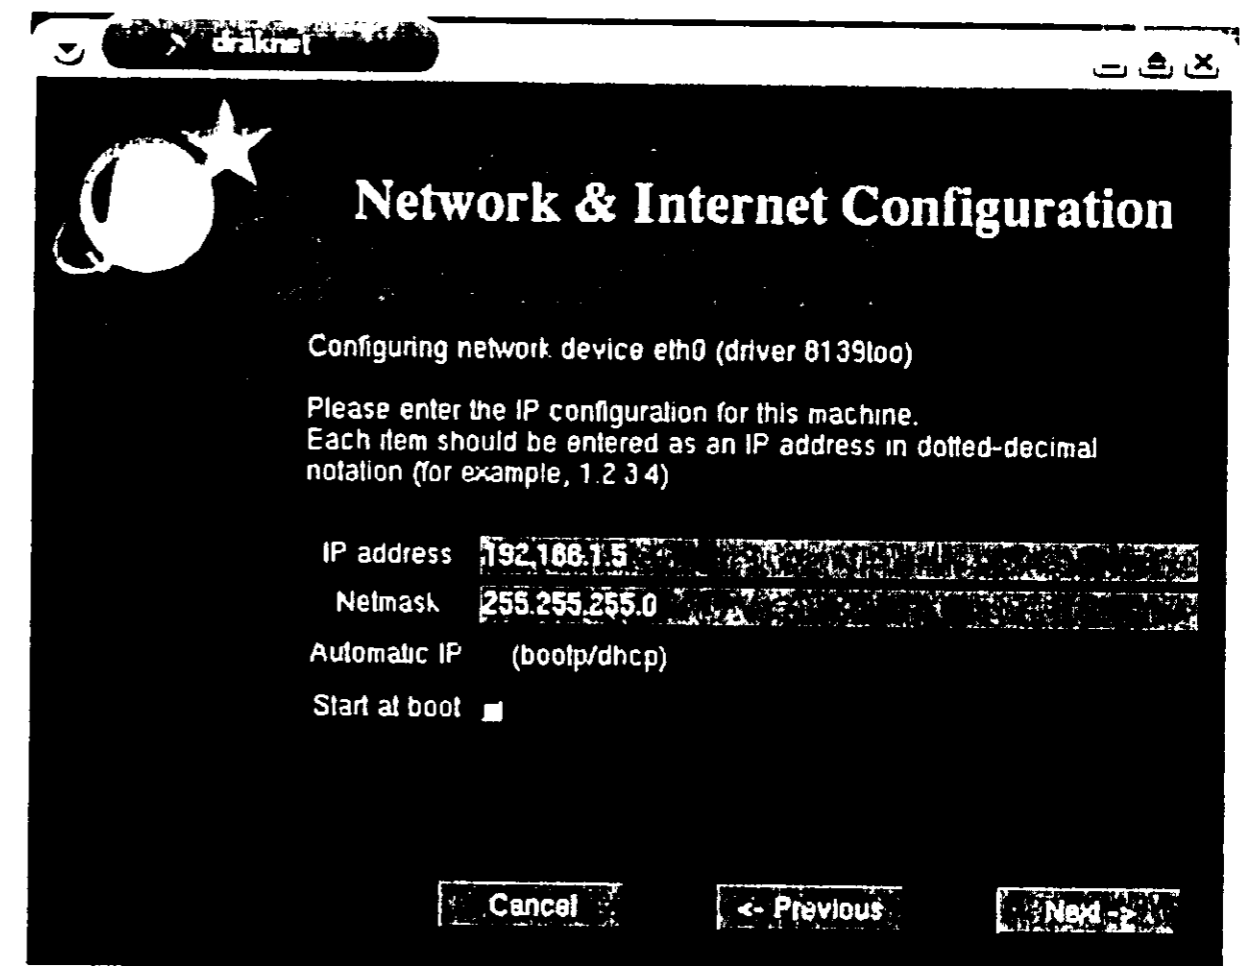 draknet
Network & Internet Configuration
Configuring network device eth0 (driver 8139too)
Please enter the IP configuration for this machine.
Each item should be entered as an IP address in dotted-decimal
notation (for example, 1.2.3.4)
IP address 192.168.1.5
Netmask 255.255.255.0
Automatic IP (bootp/dhcp)
Start at boot
Cancel <- Previous Next ->